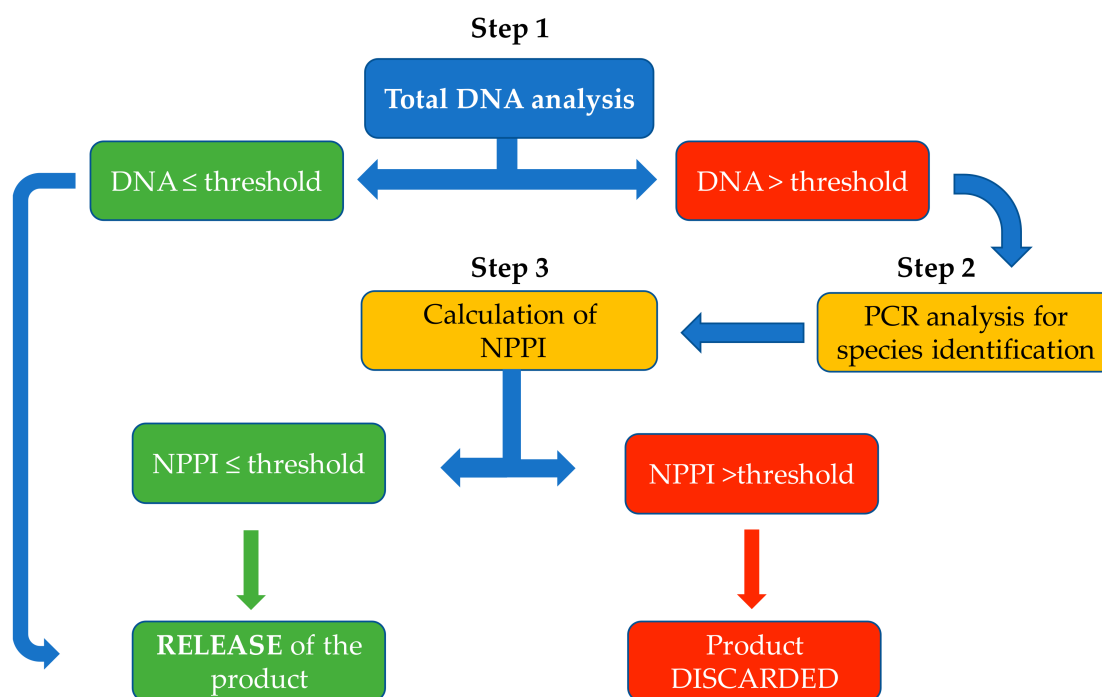 Step 1
Total DNA analysis
DNA ≤ threshold
DNA > threshold
Step 3
Step 2
Calculation of
NPPI
PCR analysis for
species identification
NPPI ≤ threshold
NPPI >threshold
RELEASE of the
product
Product
DISCARDED